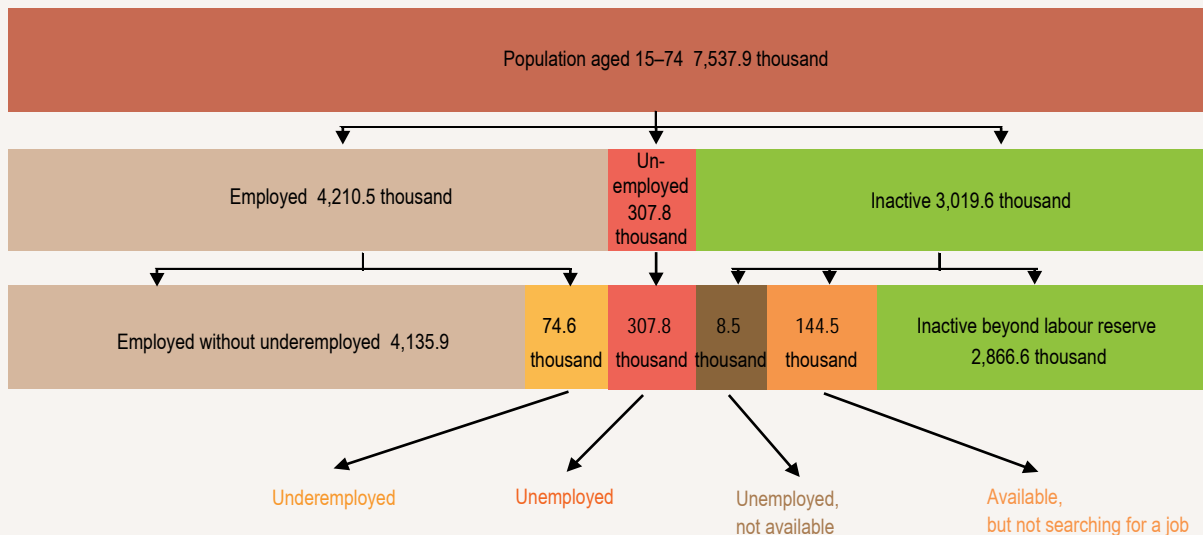 Population aged 15–74 7,537.9 thousand
Employed 4,210.5 thousand
Un-
employed
307.8
thousand
Inactive 3,019.6 thousand
Employed without underemployed 4,135.9
74.6
thousand
307.8
thousand
8.5
thousand
144.5
thousand
Inactive beyond labour reserve
2,866.6 thousand
Underemployed
Unemployed
Unemployed,
not available
Available,
but not searching for a job